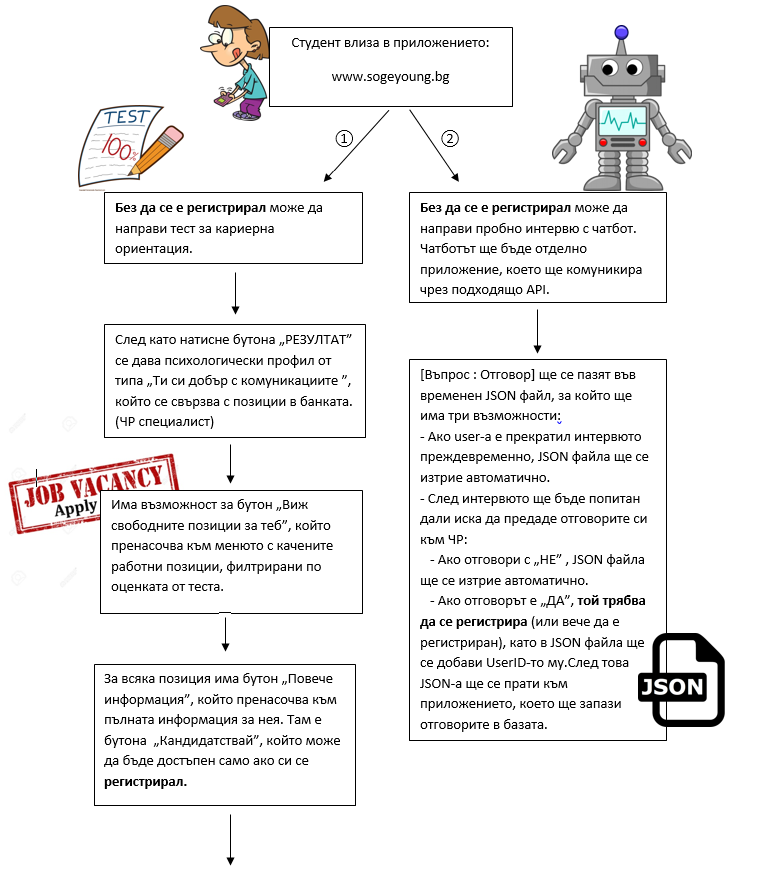 Студент влиза в приложението:
www.sogeyoung.bg
TEST
100%
①
②
Без да се е регистрирал може да
направи тест за кариерна
ориентация.
Без да се е регистрирал може да
направи пробно интервю с чатбот.
Чатботът ще бъде отделно
приложение, което ще комуникира
чрез подходящо API.
След като натисне бутона „РЕЗУЛТАТ”
се дава психологически профил от
типа „Ти си добър с комуникациите ”,
който се свързва с позиции в банката.
(ЧР специалист)
[Въпрос : Отговор] ще се пазят във
временен JSON файл, за който ще
има три възможности:
- Ако user-а е прекратил интервюто
преждевременно, JSON файла ще се
изтрие автоматично.
- След интервюто ще бъде попитан
дали иска да предаде отговорите си
към ЧР:
- Ако отговори с „НЕ” , JSON файла
ще се изтрие автоматично.
- Ако отговорът е „ДА”, той трябва
да се регистрира (или вече да е
регистриран), като в JSON файла ще
се добави UserID-то му.След това
JSON-а ще се прати към
приложението, което ще запази
отговорите в базата.
JSON
JOB VACANCY
Apply
Има възможност за бутон „Виж
свободните позиции за теб”, който
пренасочва към менюто с качените
работни позиции, филтрирани по
оценката от теста.
За всяка позиция има бутон „Повече
информация”, който пренасочва към
пълната информация за нея. Там е
бутона „Кандидатствай”, който може
да бъде достъпен само ако си се
регистрирал.